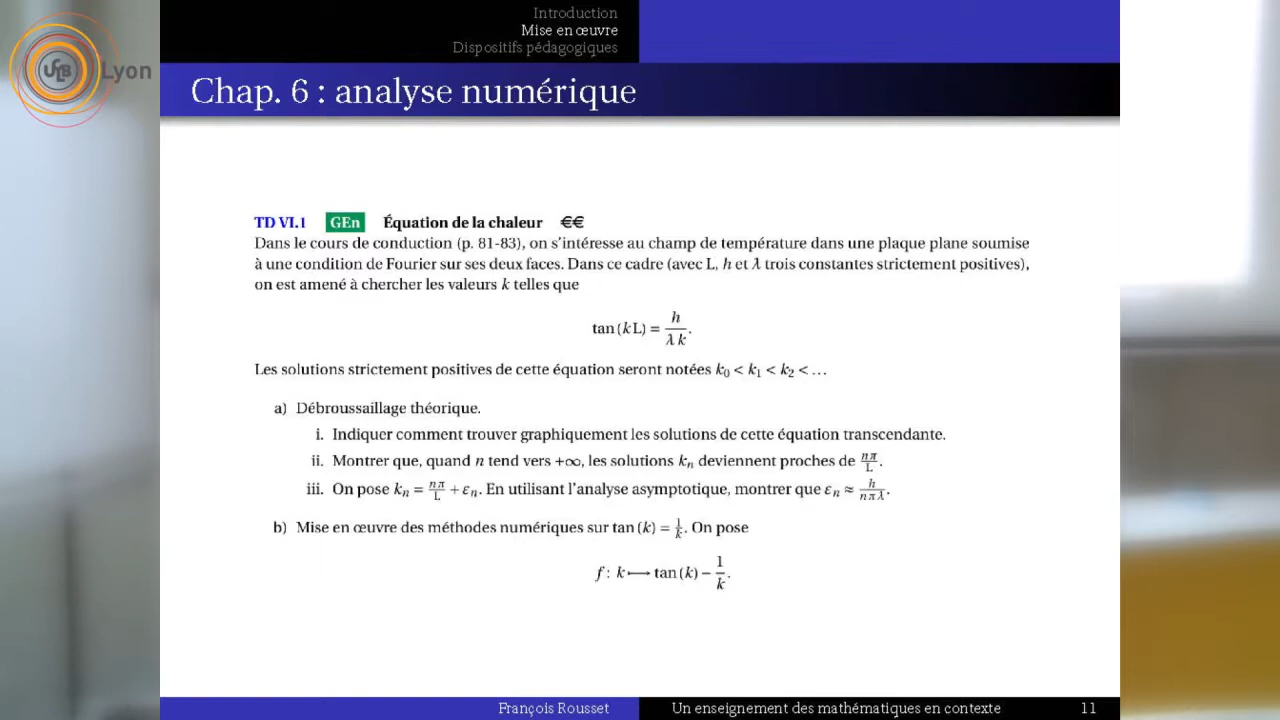 Introduction
Mise en œuvre
Dispositifs pédagogiques
UCBL Lyon
Chap. 6 : analyse numérique
TD VI.1 GEn Équation de la chaleur €€
Dans le cours de conduction (p. 81-83), on s'intéresse au champ de température dans une plaque plane soumise
à une condition de Fourier sur ses deux faces. Dans ce cadre (avec L, h et λ trois constantes strictement positives),
on est amené à chercher les valeurs k telles que
tan (k L) = h / (λ k).
Les solutions strictement positives de cette équation seront notées k₀ < k₁ < k₂ < …
a) Débroussaillage théorique.
i. Indiquer comment trouver graphiquement les solutions de cette équation transcendante.
ii. Montrer que, quand n tend vers +∞, les solutions kₙ deviennent proches de nπ/L.
iii. On pose kₙ = nπ/L + εₙ. En utilisant l'analyse asymptotique, montrer que εₙ ≈ h/(nπλ).
b) Mise en œuvre des méthodes numériques sur tan (k) = 1/k. On pose
f : k ⟼ tan (k) − 1/k.
François Rousset Un enseignement des mathématiques en contexte 11